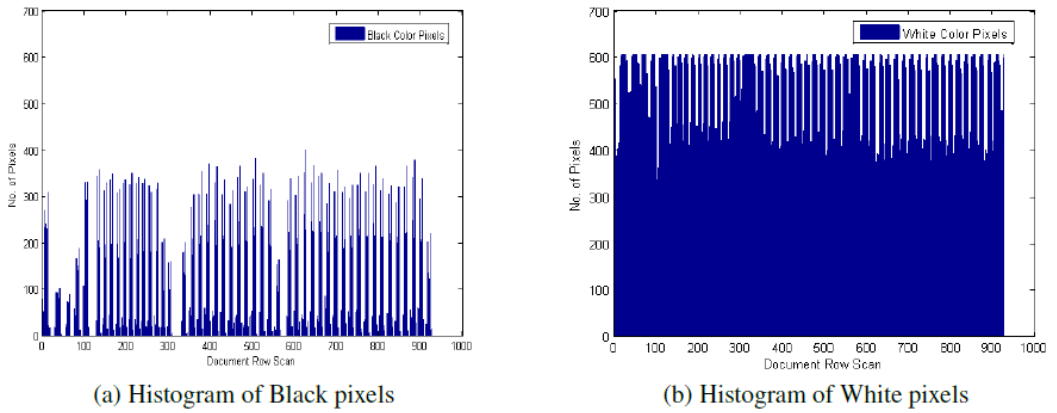 700
600
500
400
300
200
100
0
No. of Pixels
Black Color Pixels
0 100 200 300 400 500 600 700 800 900 1000
Document Row Scan
(a) Histogram of Black pixels
700
600
500
400
300
200
100
0
No. of Pixels
White Color Pixels
0 100 200 300 400 500 600 700 800 900 1000
Document Row Scan
(b) Histogram of White pixels